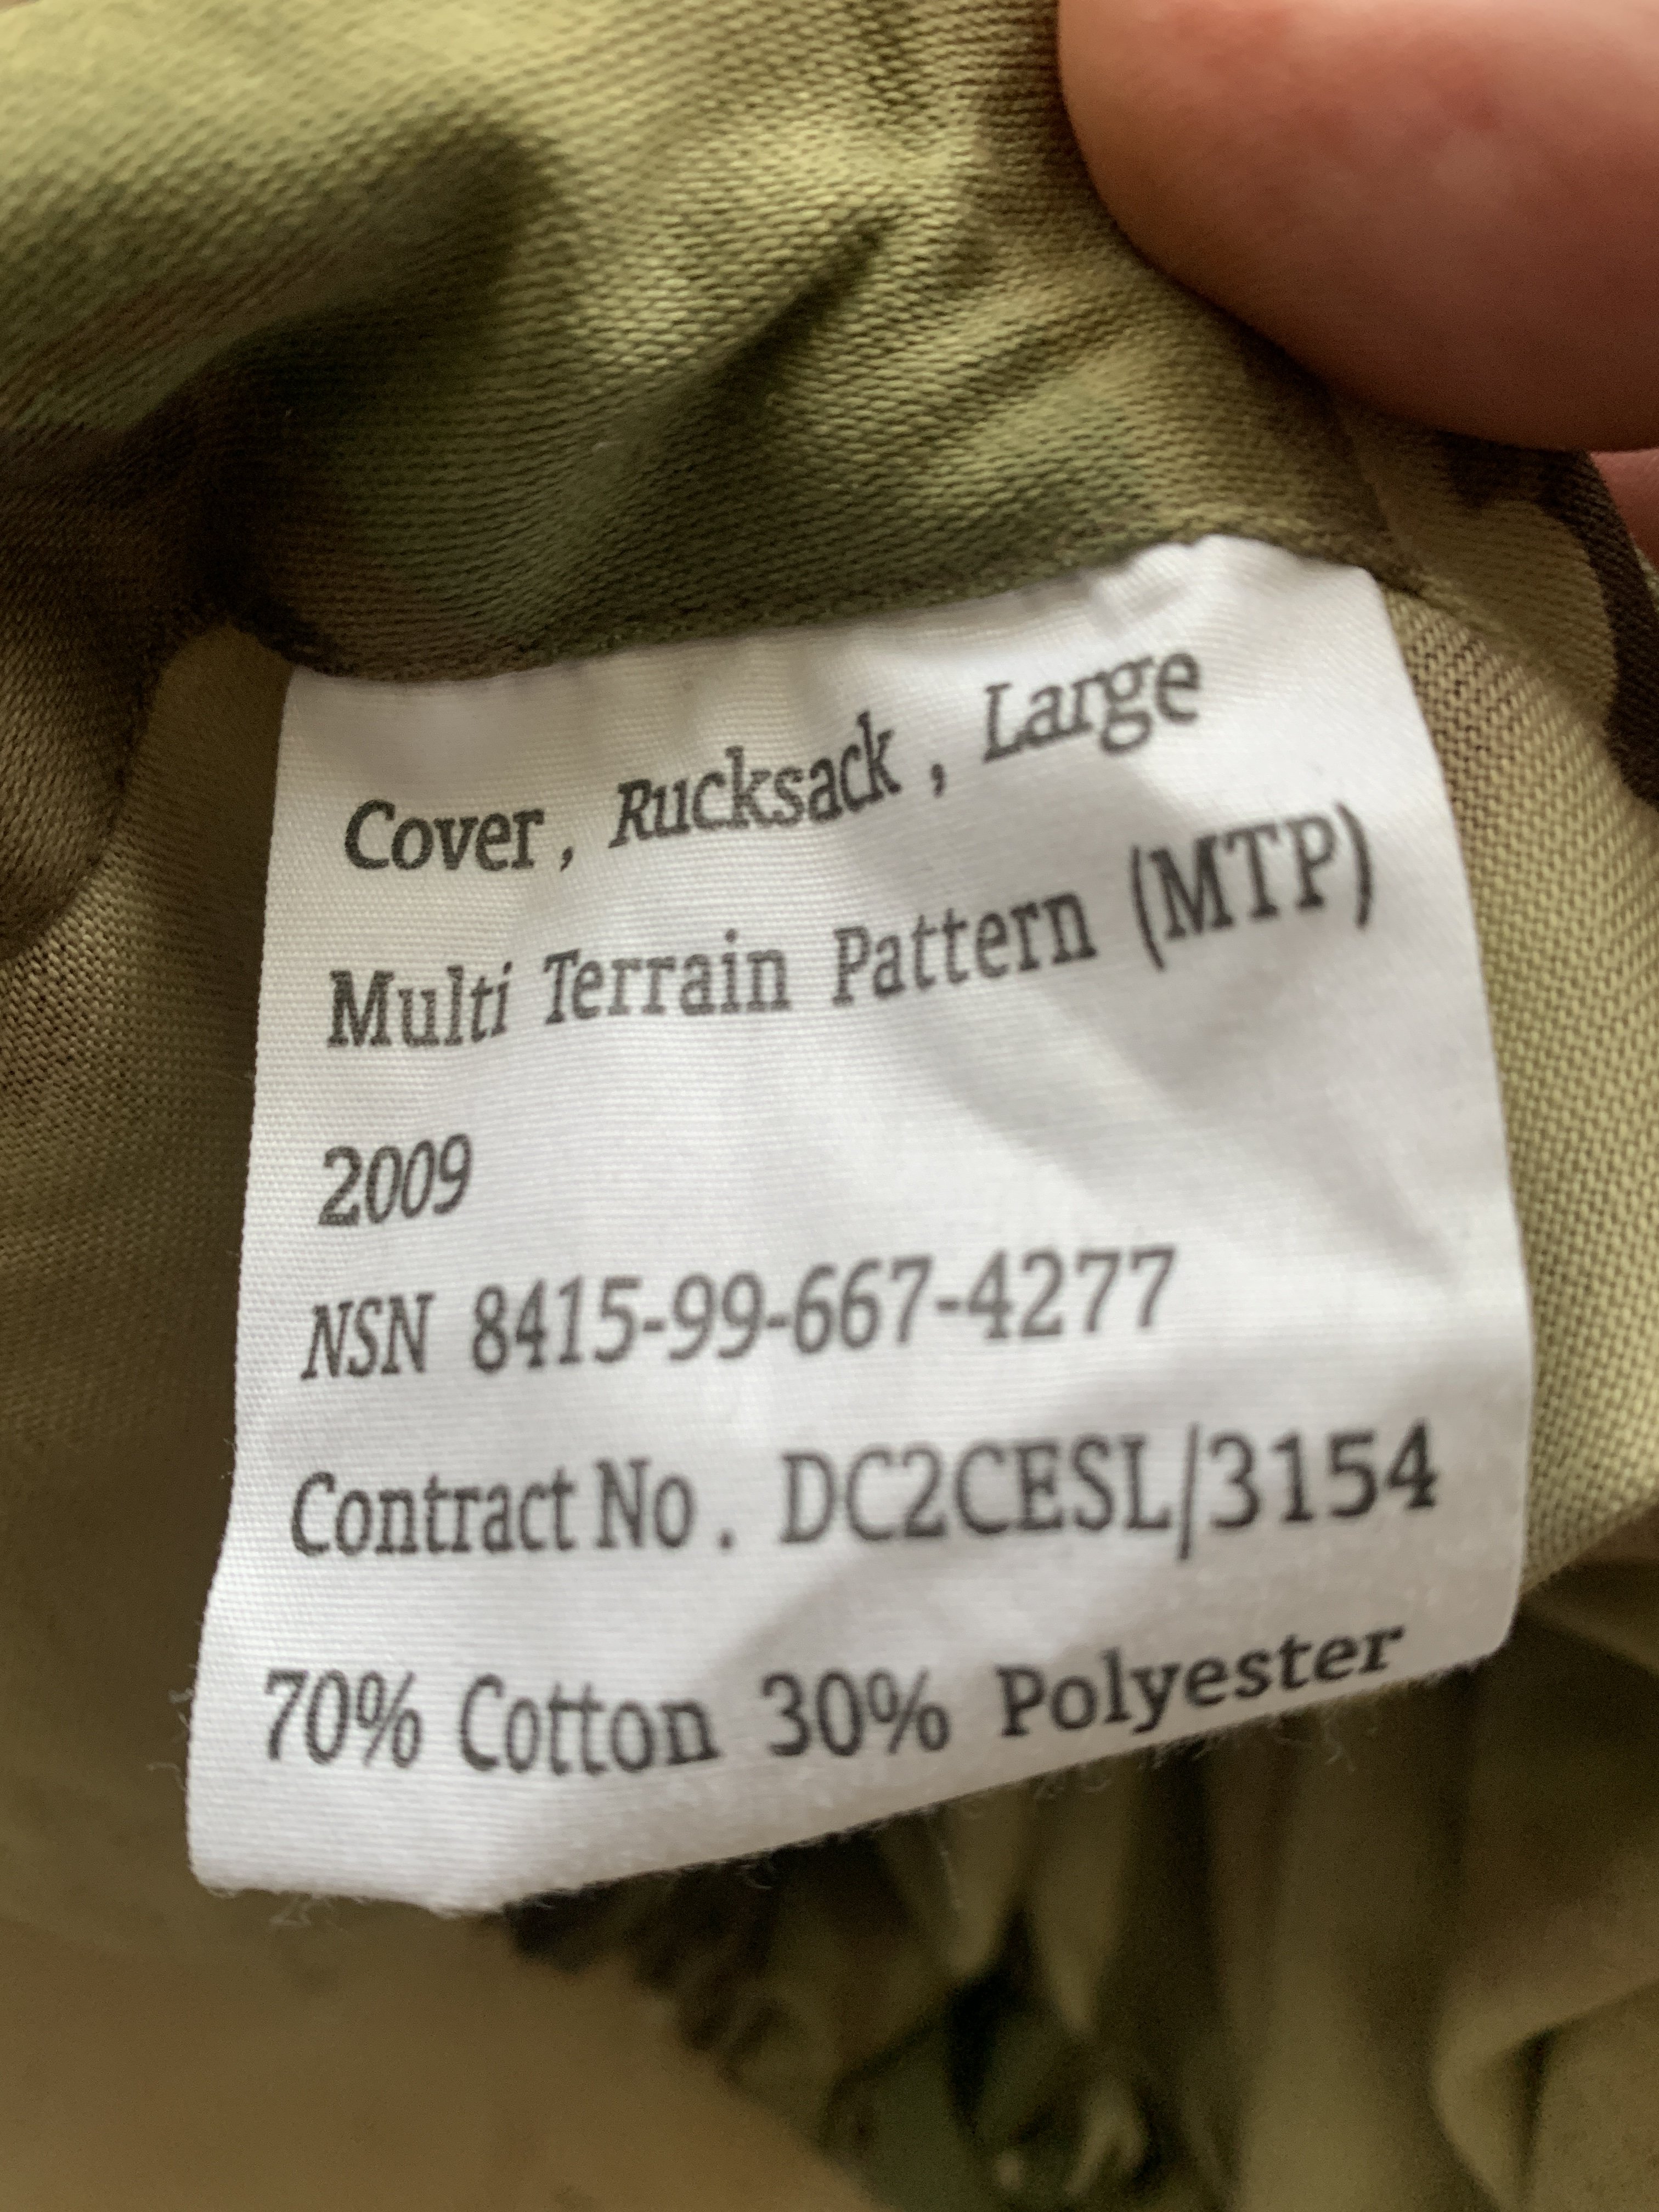 Cover, Rucksack, Large
Multi Terrain Pattern (MTP)
2009
NSN 8415-99-667-4277
Contract No. DC2CESL/3154
70% Cotton 30% Polyester